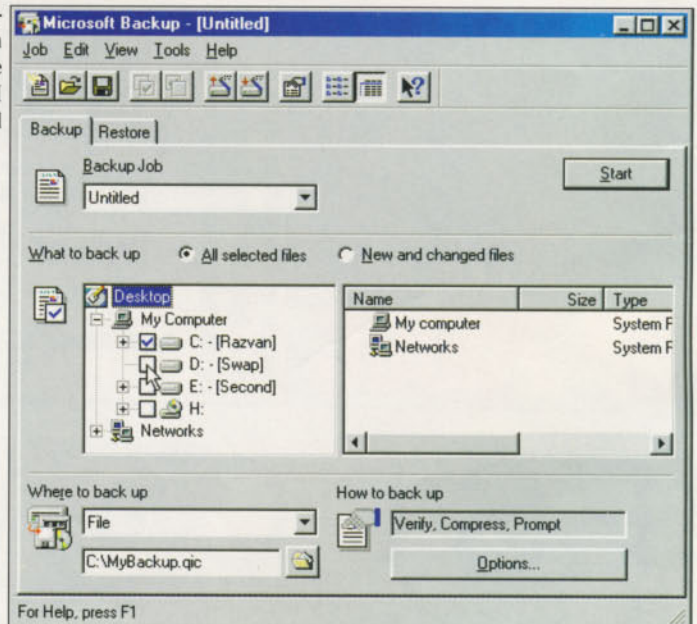 Microsoft Backup - [Untitled]
Job Edit View Tools Help
Backup Restore
Backup Job
Untitled
Start
What to back up All selected files New and changed files
Desktop
My Computer
C: - [Razvan]
D: - [Swap]
E: - [Second]
H:
Networks
Name Size Type
My computer System F
Networks System F
Where to back up
File
C:\MyBackup.qic
How to back up
Verify, Compress, Prompt
Options...
For Help, press F1